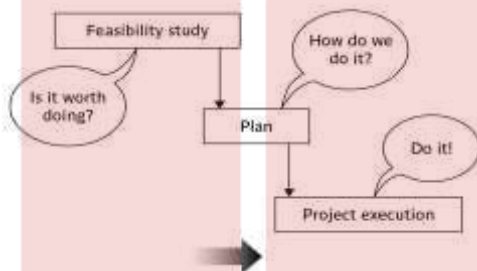 Feasibility study
How do we
do it?
Is it worth
doing?
Plan
Do it!
Project execution